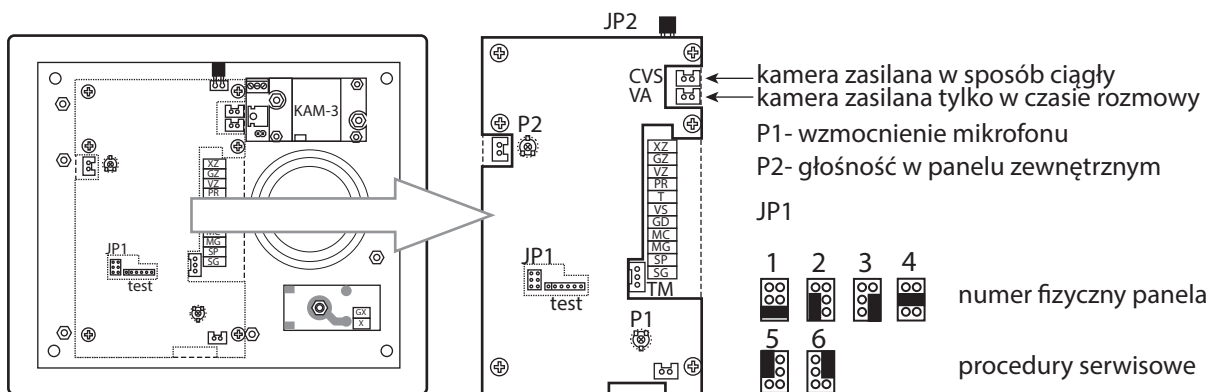 KAM-3
XZ
GZ
VZ
PR
MC
MG
SP
SG
JP1
test
GX
X
JP2
CVS
VA
kamera zasilana w sposób ciągły
kamera zasilana tylko w czasie rozmowy
P2
P1- wzmocnienie mikrofonu
P2- głośność w panelu zewnętrznym
XZ
GZ
VZ
PR
T
VS
GD
MC
MG
SP
SG
TM
JP1
test
P1
JP1
1 2 3 4
numer fizyczny panela
5 6
procedury serwisowe